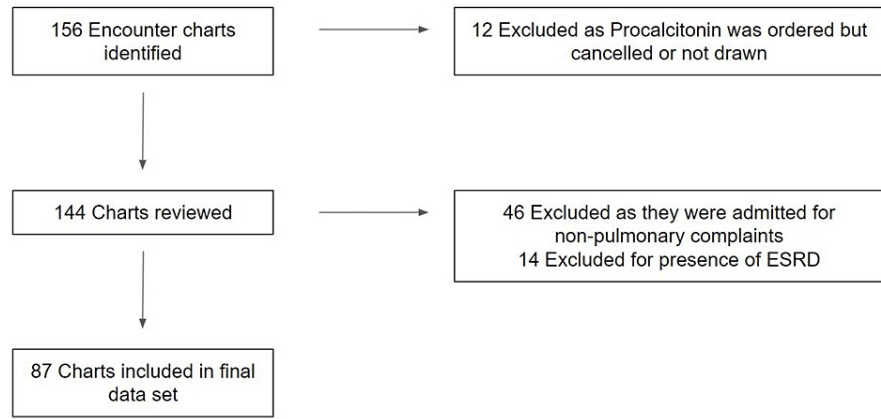 156 Encounter charts
identified
12 Excluded as Procalcitonin was ordered but
cancelled or not drawn
144 Charts reviewed
46 Excluded as they were admitted for
non-pulmonary complaints
14 Excluded for presence of ESRD
87 Charts included in final
data set